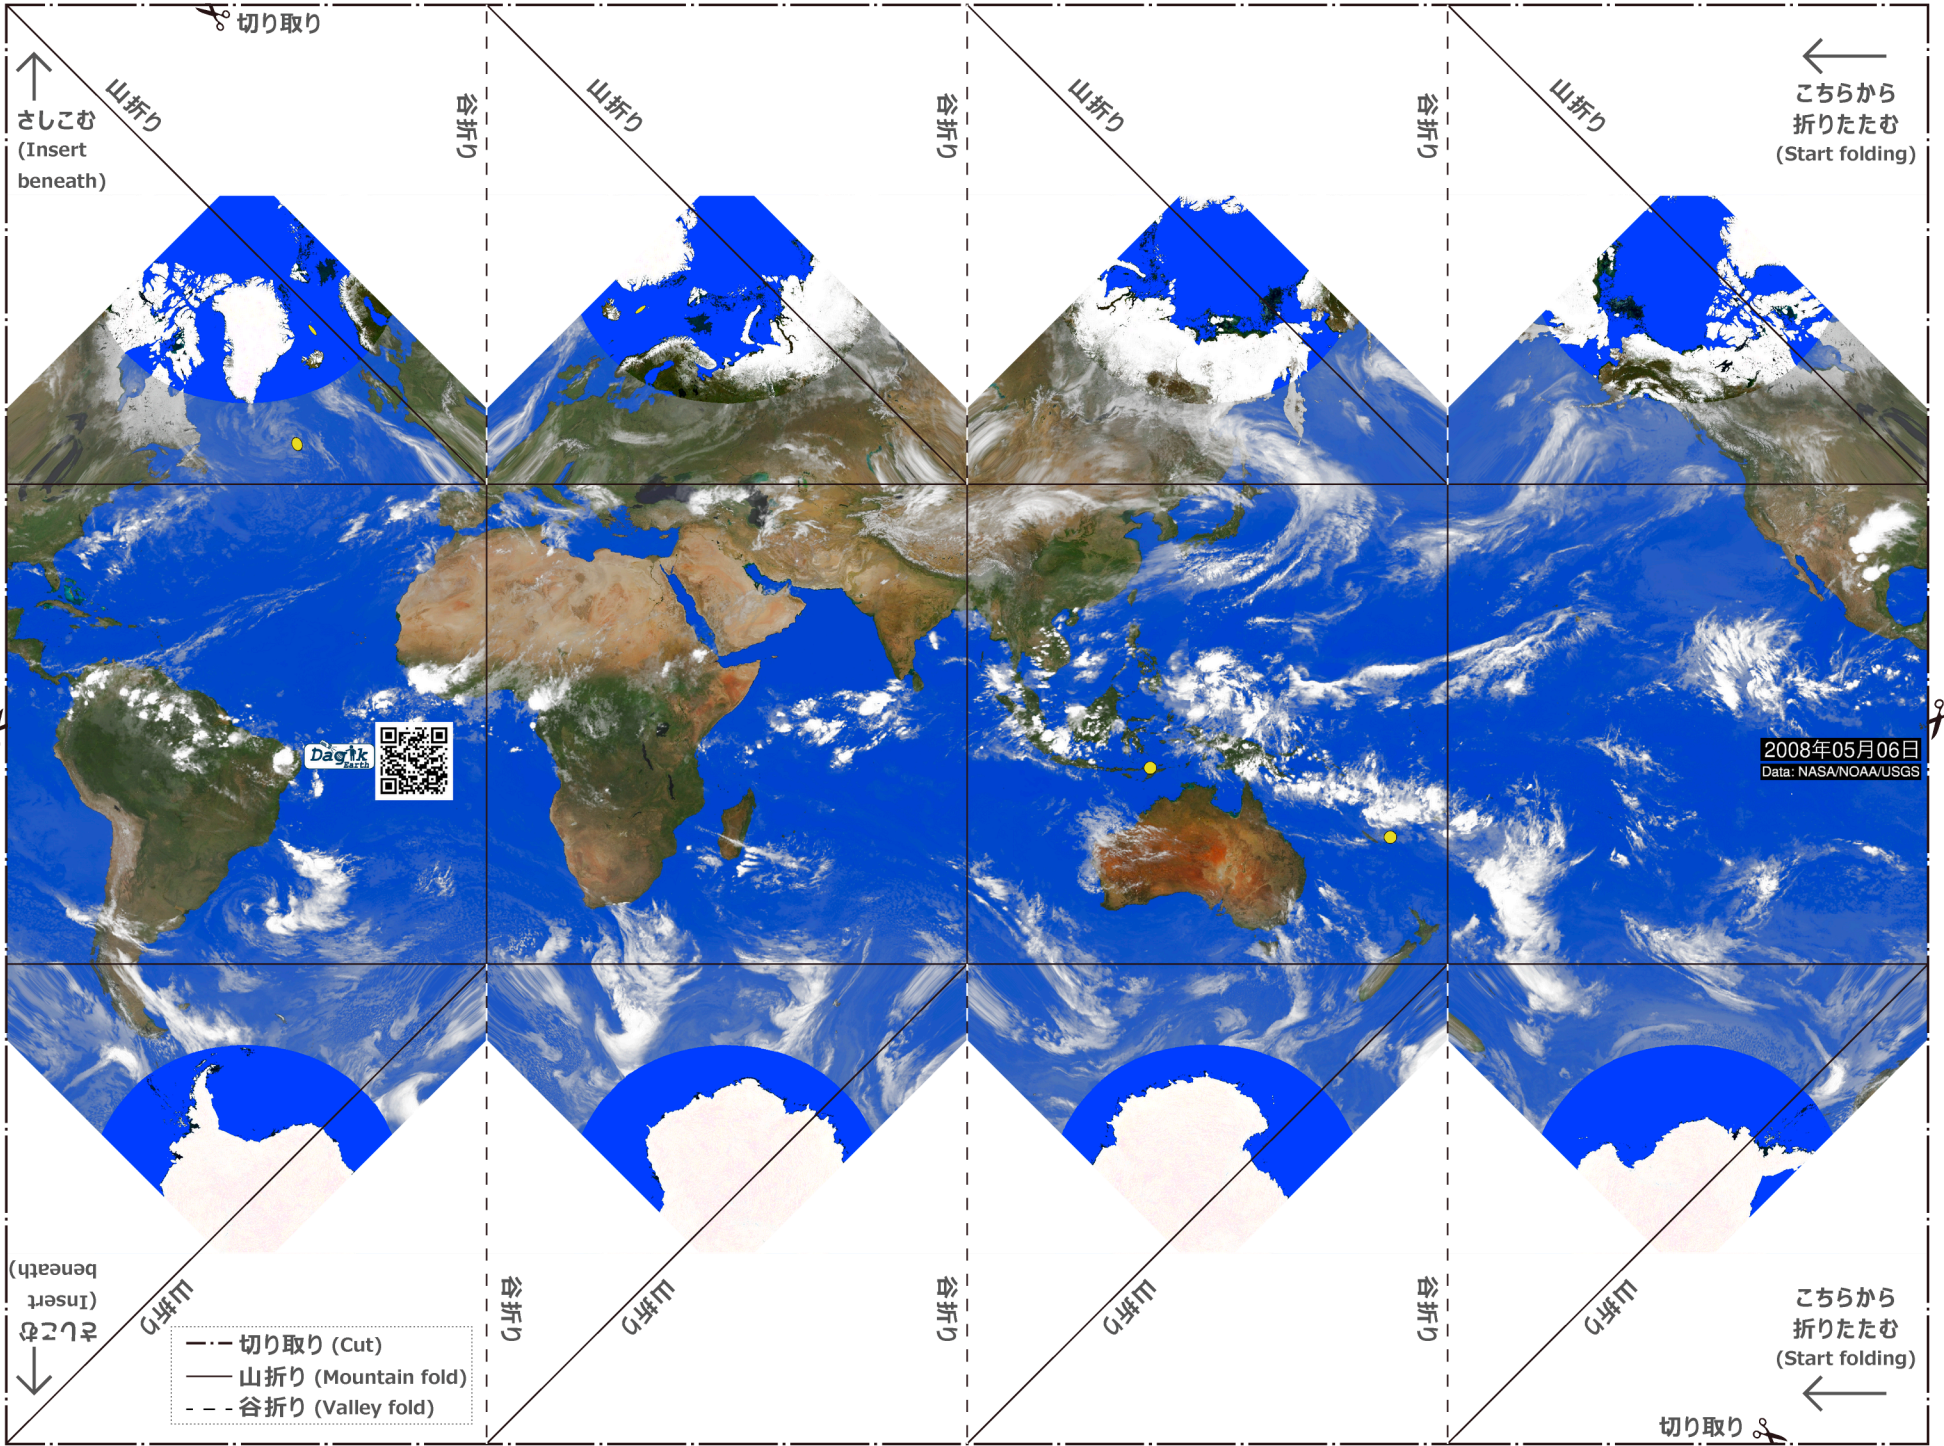 切り取り
山折り
谷折り
山折り
谷折り
山折り
谷折り
山折り
さしこむ
(Insert
beneath)
こちらから
折りたたむ
(Start folding)
Dagik
Earth
2008年05月06日
Data: NASA/NOAA/USGS
さしこむ
(Insert
beneath)
山折り
谷折り
山折り
谷折り
山折り
谷折り
山折り
切り取り (Cut)
山折り (Mountain fold)
谷折り (Valley fold)
こちらから
折りたたむ
(Start folding)
切り取り